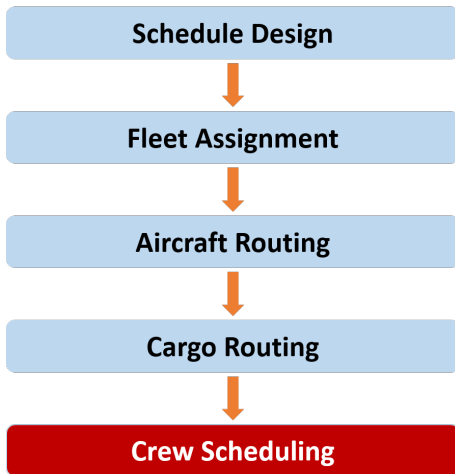 Schedule Design
Fleet Assignment
Aircraft Routing
Cargo Routing
Crew Scheduling